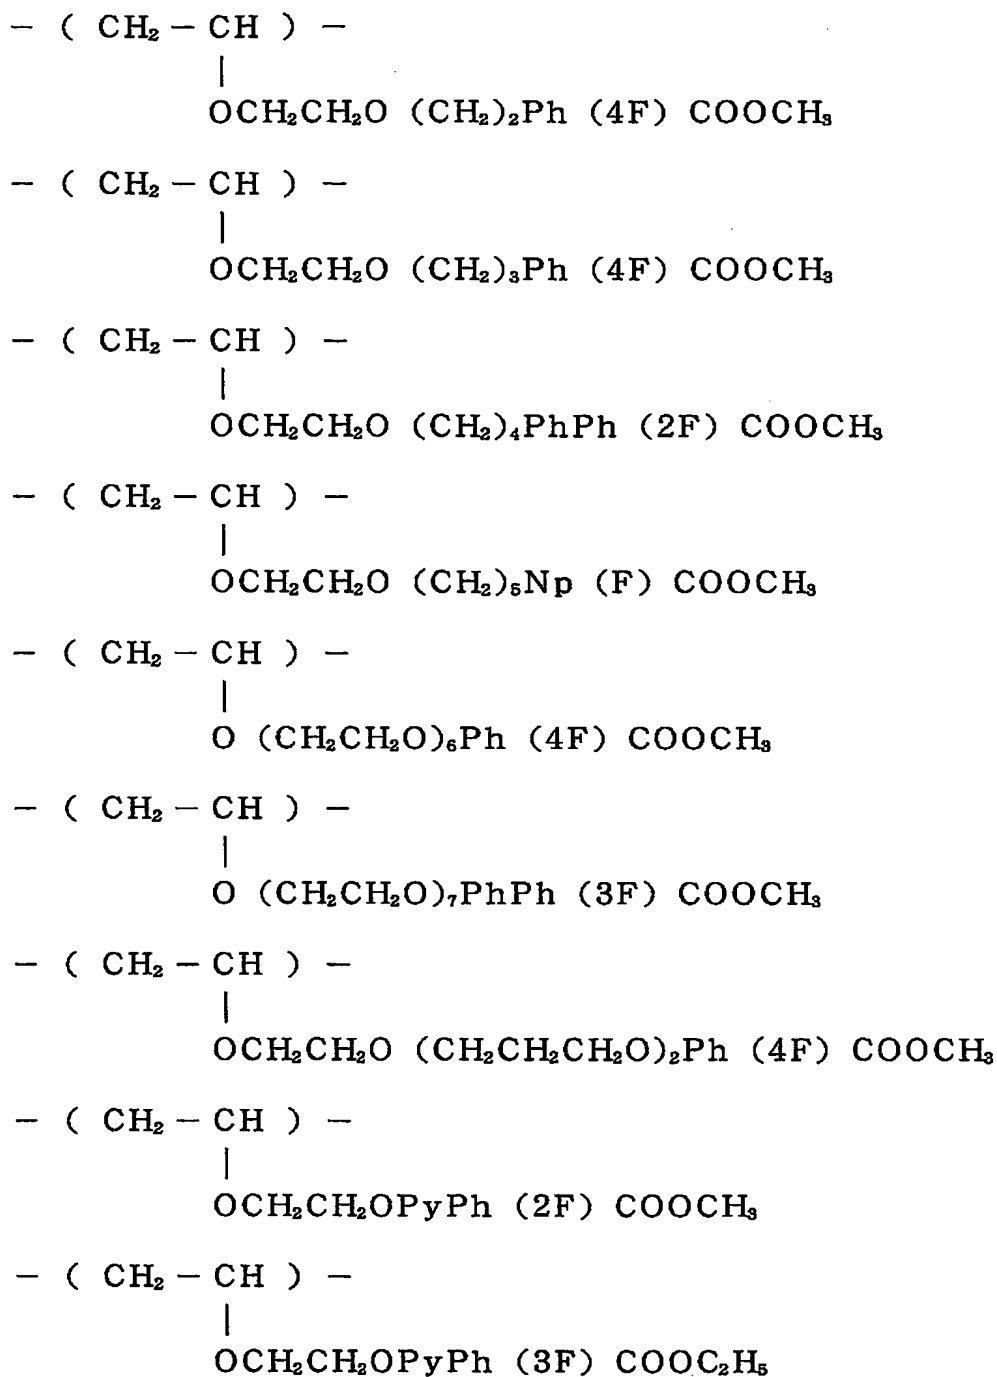 — ( CH₂ — CH ) —
|
OCH₂CH₂O (CH₂)₂Ph (4F) COOCH₃
— ( CH₂ — CH ) —
|
OCH₂CH₂O (CH₂)₃Ph (4F) COOCH₃
— ( CH₂ — CH ) —
|
OCH₂CH₂O (CH₂)₄PhPh (2F) COOCH₃
— ( CH₂ — CH ) —
|
OCH₂CH₂O (CH₂)₅Np (F) COOCH₃
— ( CH₂ — CH ) —
|
O (CH₂CH₂O)₆Ph (4F) COOCH₃
— ( CH₂ — CH ) —
|
O (CH₂CH₂O)₇PhPh (3F) COOCH₃
— ( CH₂ — CH ) —
|
OCH₂CH₂O (CH₂CH₂CH₂O)₂Ph (4F) COOCH₃
— ( CH₂ — CH ) —
|
OCH₂CH₂OPyPh (2F) COOCH₃
— ( CH₂ — CH ) —
|
OCH₂CH₂OPyPh (3F) COOC₂H₅